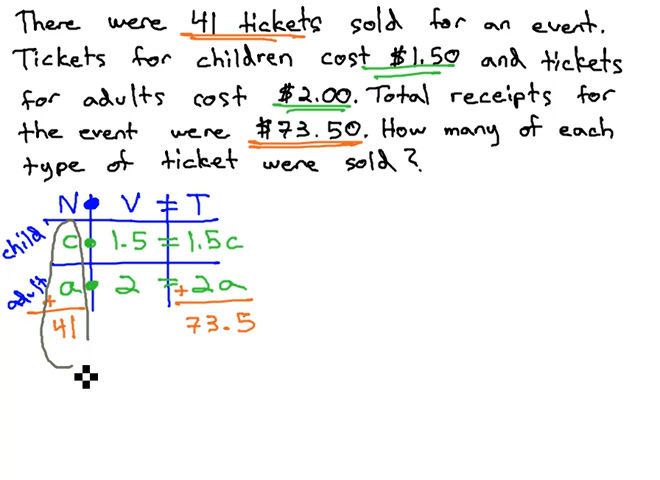 There were 41 tickets sold for an event.
Tickets for children cost $1.50 and tickets
for adults cost $2.00. Total receipts for
the event were $73.50. How many of each
type of ticket were sold?
N • V = T
child c • 1.5 = 1.5c
adult a • 2 = 2a
+ +
41 73.5